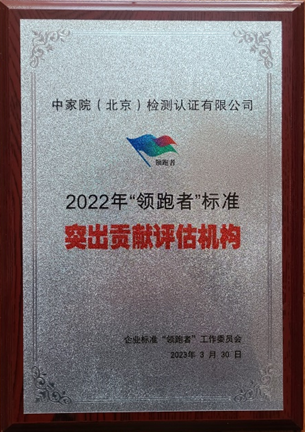 中家院（北京）检测认证有限公司
领跑者
2022年“领跑者”标准
突出贡献评估机构
企业标准“领跑者”工作委员会
2023年 3 月 30 日